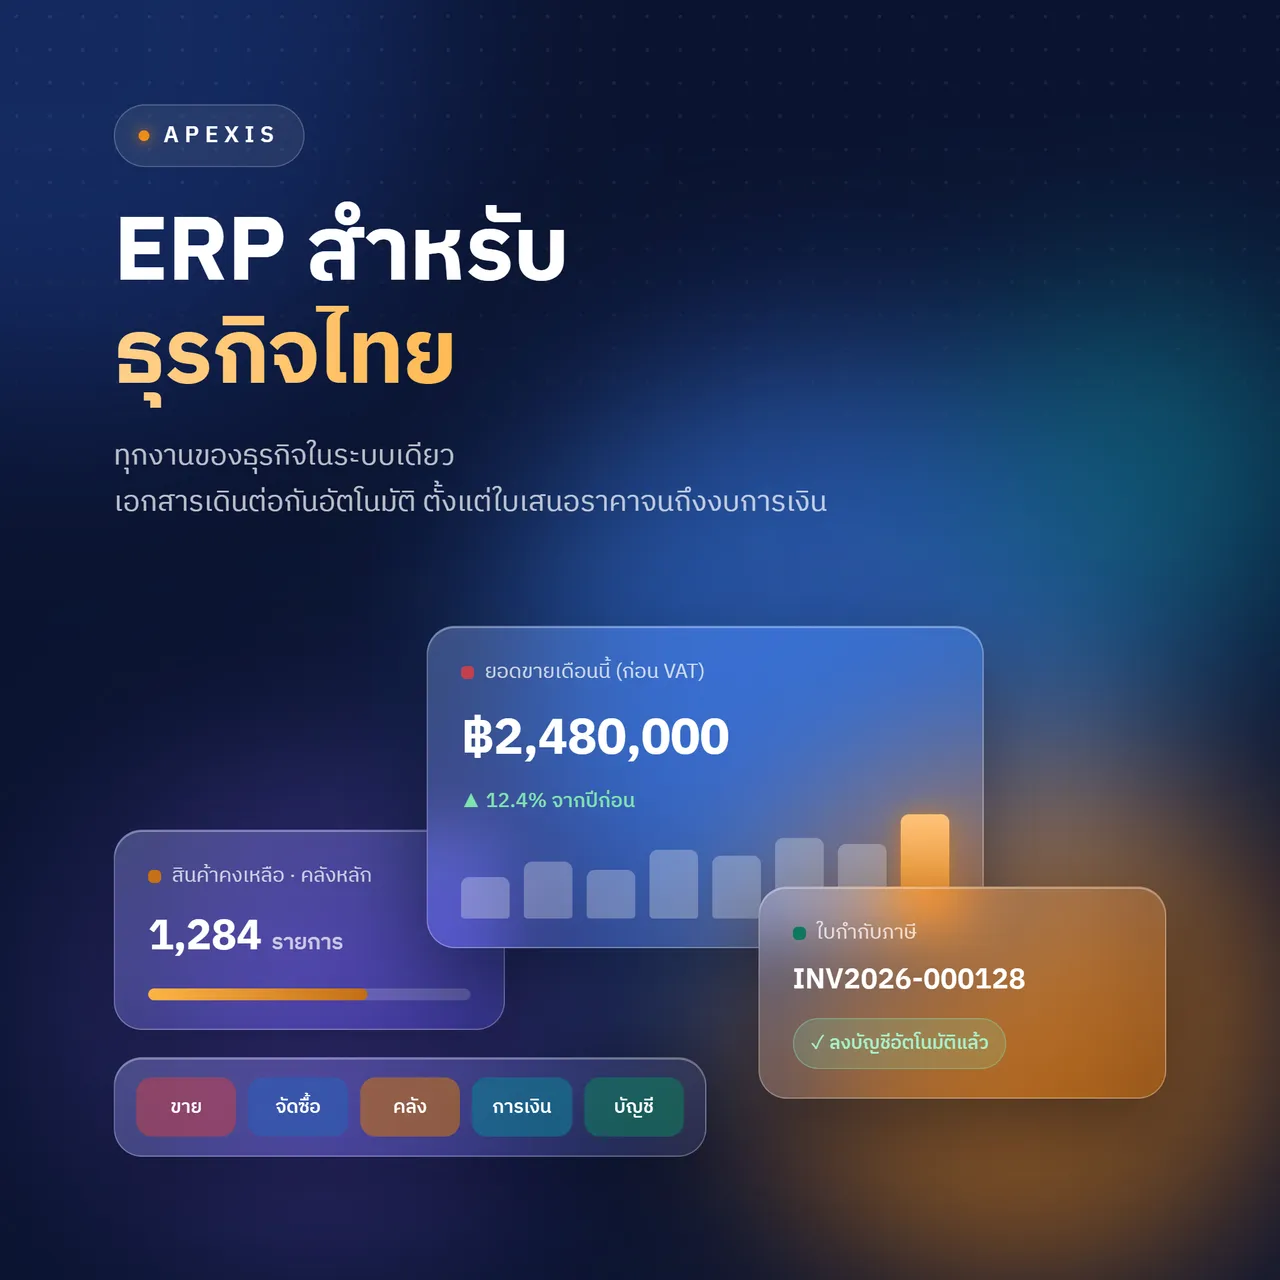 APEXIS
ERP สำหรับ
ธุรกิจไทย
ทุกงานของธุรกิจในระบบเดียว
เอกสารเดินต่อกันอัตโนมัติ ตั้งแต่ใบเสนอราคาจนถึงงบการเงิน
ยอดขายเดือนนี้ (ก่อน VAT)
฿2,480,000
▲ 12.4% จากปีก่อน
สินค้าคงเหลือ · คลังหลัก
1,284 รายการ
ใบกำกับภาษี
INV2026-000128
✓ ลงบัญชีอัตโนมัติแล้ว
ขาย จัดซื้อ คลัง การเงิน บัญชี